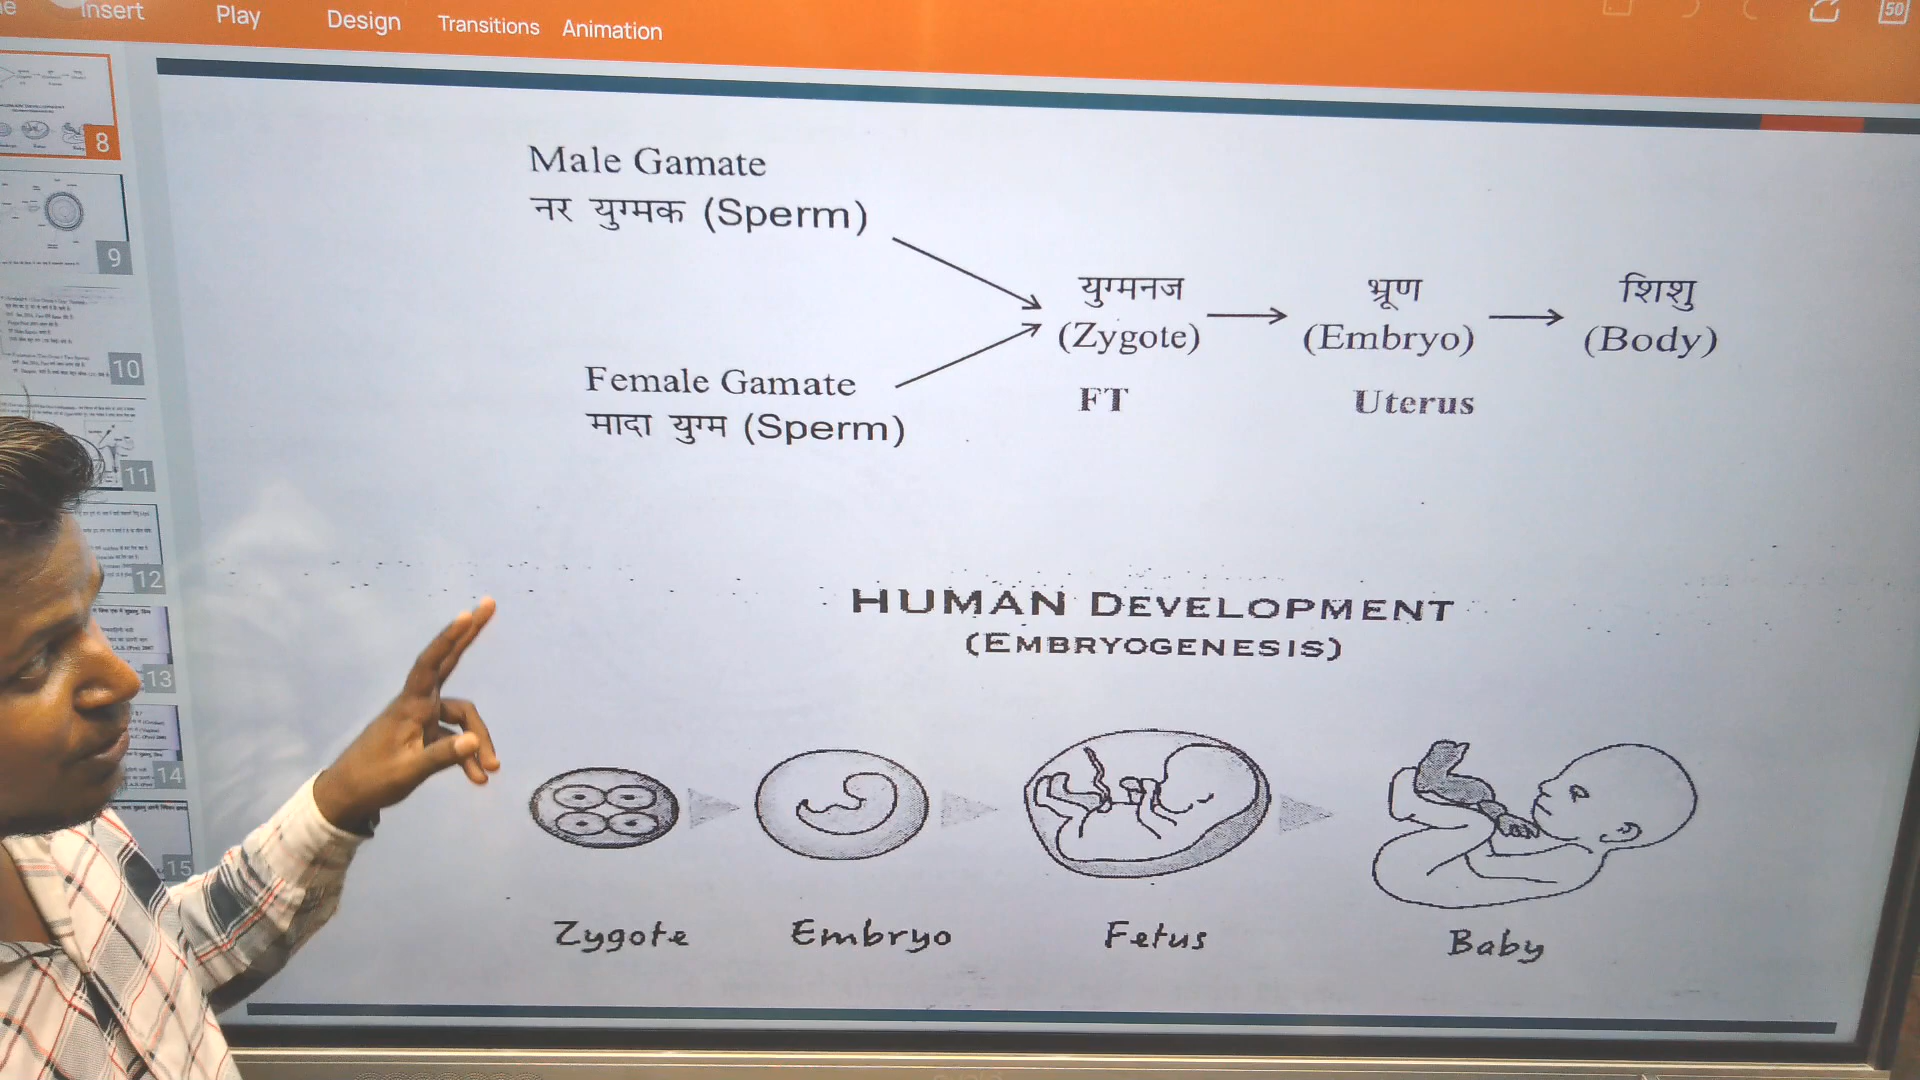 Insert
Play
Design
Transitions
Animation
50
8
9
10
11
12
13
14
15
Male Gamate
नर युग्मक (Sperm)
Female Gamate
मादा युग्म (Sperm)
युग्मनज
(Zygote)
FT
भ्रूण
(Embryo)
Uterus
शिशु
(Body)
HUMAN DEVELOPMENT
(EMBRYOGENESIS)
Zygote
Embryo
Fetus
Baby